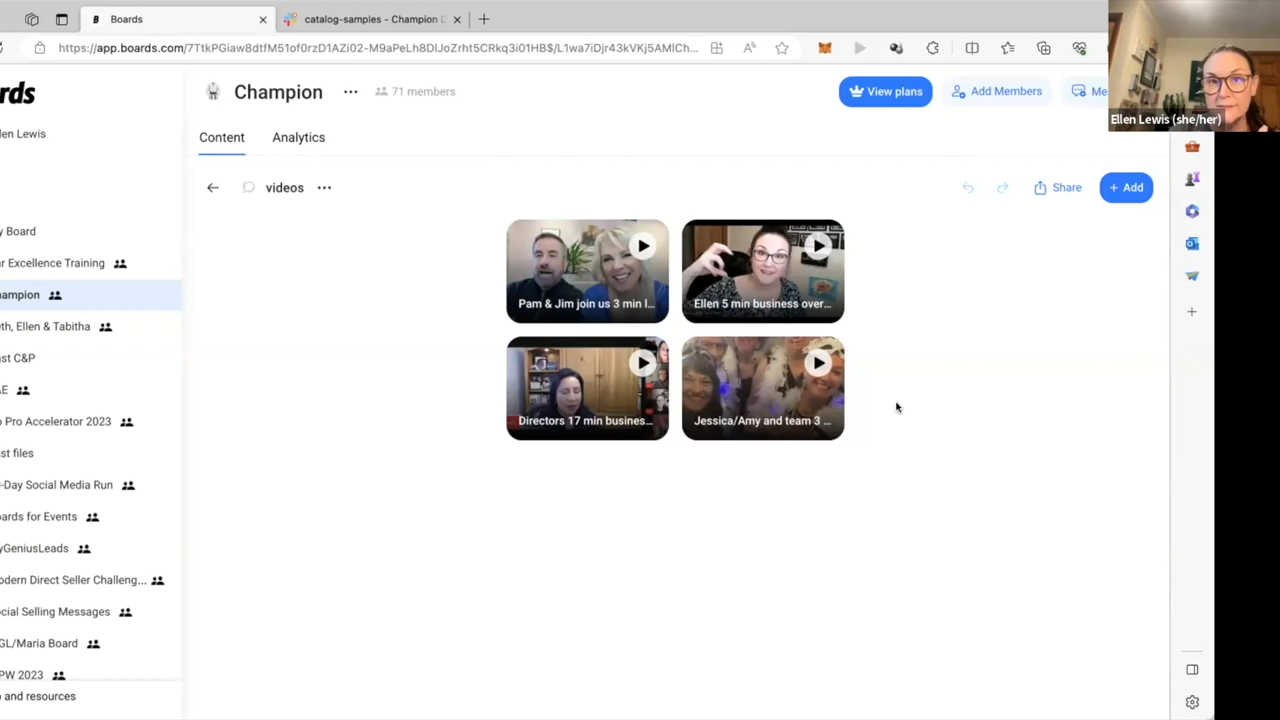 Boards
catalog-samples - Champion D
https://app.boards.com/7TtkPGiaw8dtfM51of0rzD1AZi02-M9aPeLh8DlJoZrht5CRkq3i01HB$/L1wa7iDjr43kVKj5AMlCh...
Ellen Lewis (she/her)
rds
len Lewis
y Board
r Excellence Training
ampion
eth, Ellen & Tabitha
st C&P
E
o Pro Accelerator 2023
st files
-Day Social Media Run
oards for Events
yGeniusLeads
odern Direct Seller Challeng...
ocial Selling Messages
GL/Maria Board
PW 2023
p and resources
Champion
71 members
View plans
Add Members
Me
Content
Analytics
videos
Share
+ Add
Pam & Jim join us 3 min l...
Ellen 5 min business over...
Directors 17 min busines...
Jessica/Amy and team 3 ...